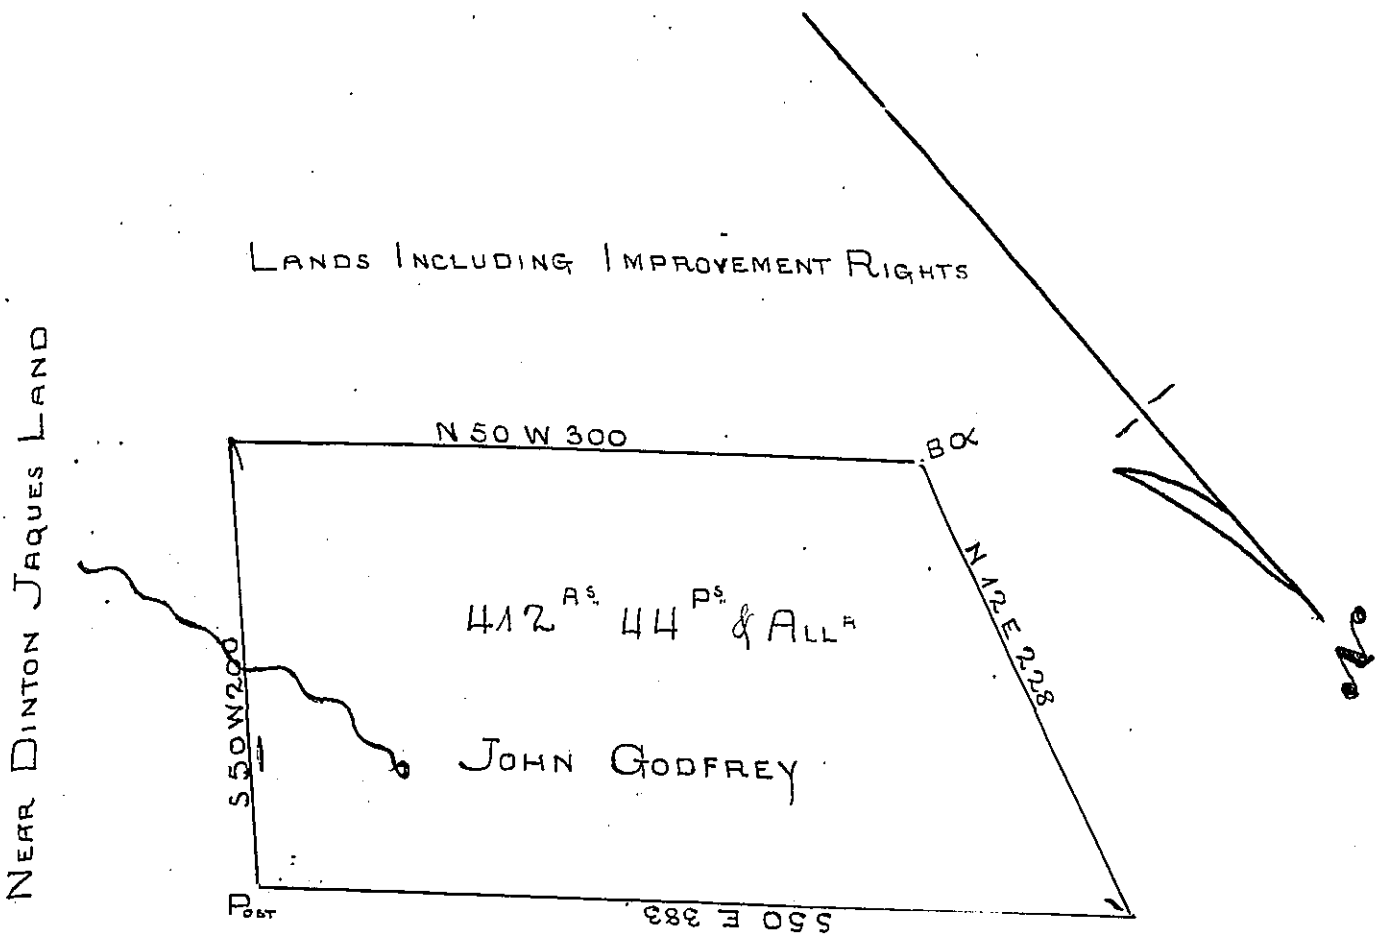 LANDS INCLUDING IMPROVEMENT RIGHTS
NEAR DINTON JAQUES LAND
N 50 W 300
B O
N 12 E 228
412 As. 44 Ps. & ALLA
S 50 W 200
JOHN GODFREY
POST
S 50 E 383
N